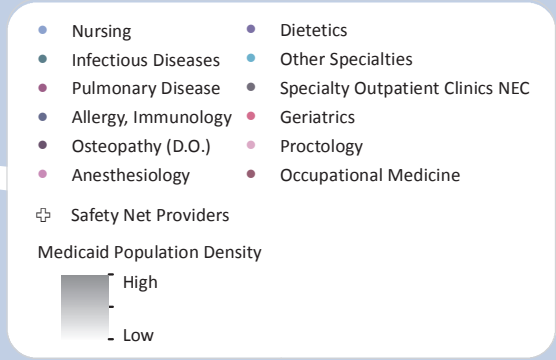 Nursing
Infectious Diseases
Pulmonary Disease
Allergy, Immunology
Osteopathy (D.O.)
Anesthesiology
Dietetics
Other Specialties
Specialty Outpatient Clinics NEC
Geriatrics
Proctology
Occupational Medicine
Safety Net Providers
Medicaid Population Density
High
Low